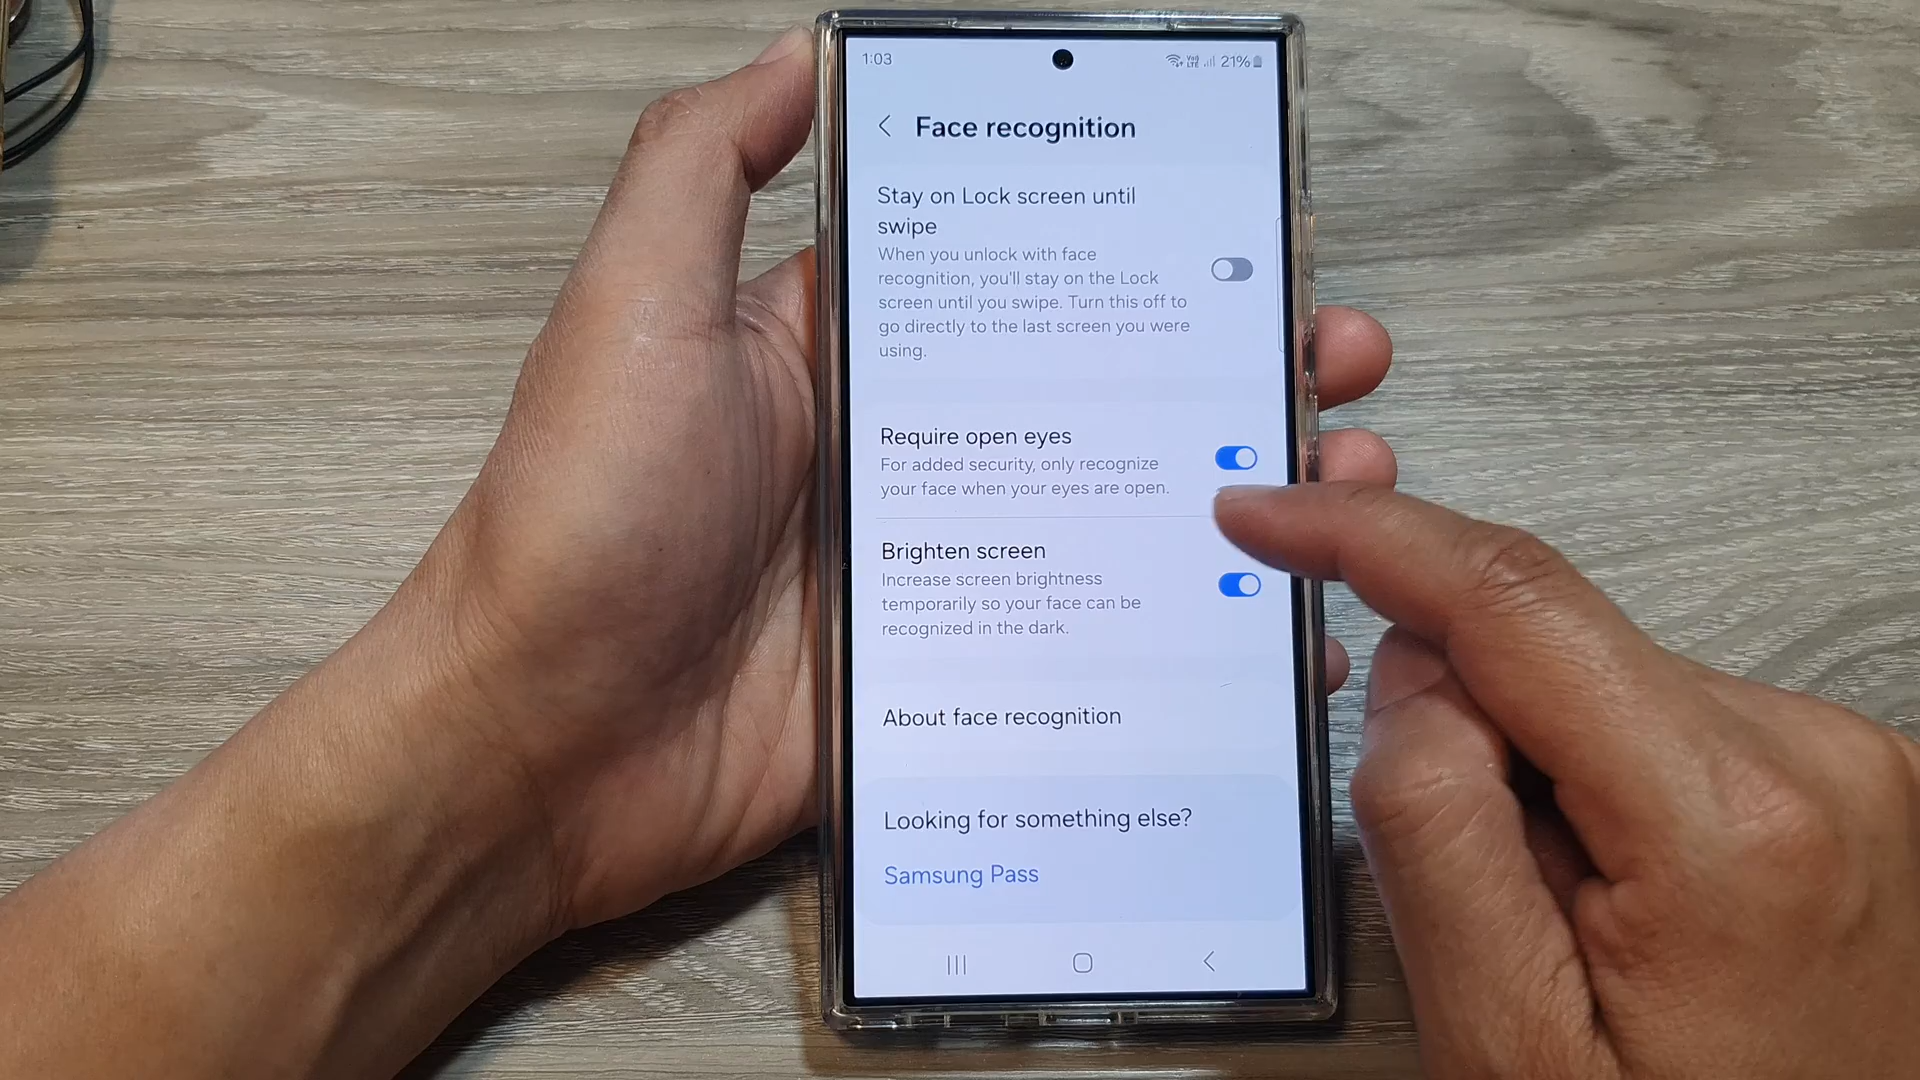 1:03
Vo)) LTE 21%
Face recognition
Stay on Lock screen until
swipe
When you unlock with face
recognition, you'll stay on the Lock
screen until you swipe. Turn this off to
go directly to the last screen you were
using.
Require open eyes
For added security, only recognize
your face when your eyes are open.
Brighten screen
Increase screen brightness
temporarily so your face can be
recognized in the dark.
About face recognition
Looking for something else?
Samsung Pass